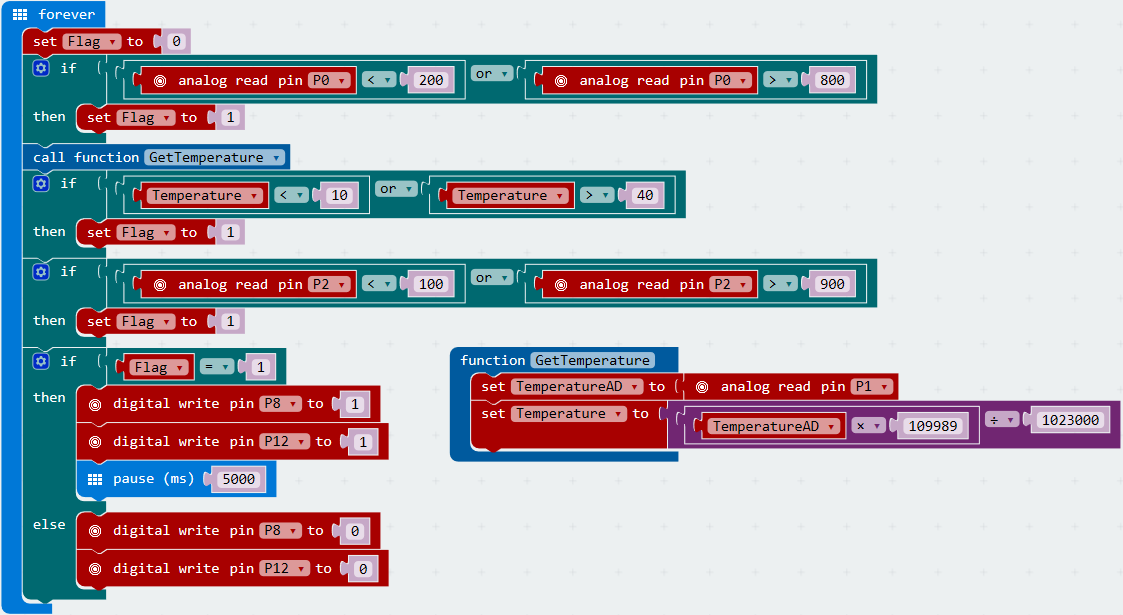 forever
set Flag to 0
if analog read pin P0 < 200 or analog read pin P0 > 800
then set Flag to 1
call function GetTemperature
if Temperature < 10 or Temperature > 40
then set Flag to 1
if analog read pin P2 < 100 or analog read pin P2 > 900
then set Flag to 1
if Flag = 1
then digital write pin P8 to 1
digital write pin P12 to 1
pause (ms) 5000
else digital write pin P8 to 0
digital write pin P12 to 0
function GetTemperature
set TemperatureAD to analog read pin P1
set Temperature to TemperatureAD × 109989 ÷ 1023000